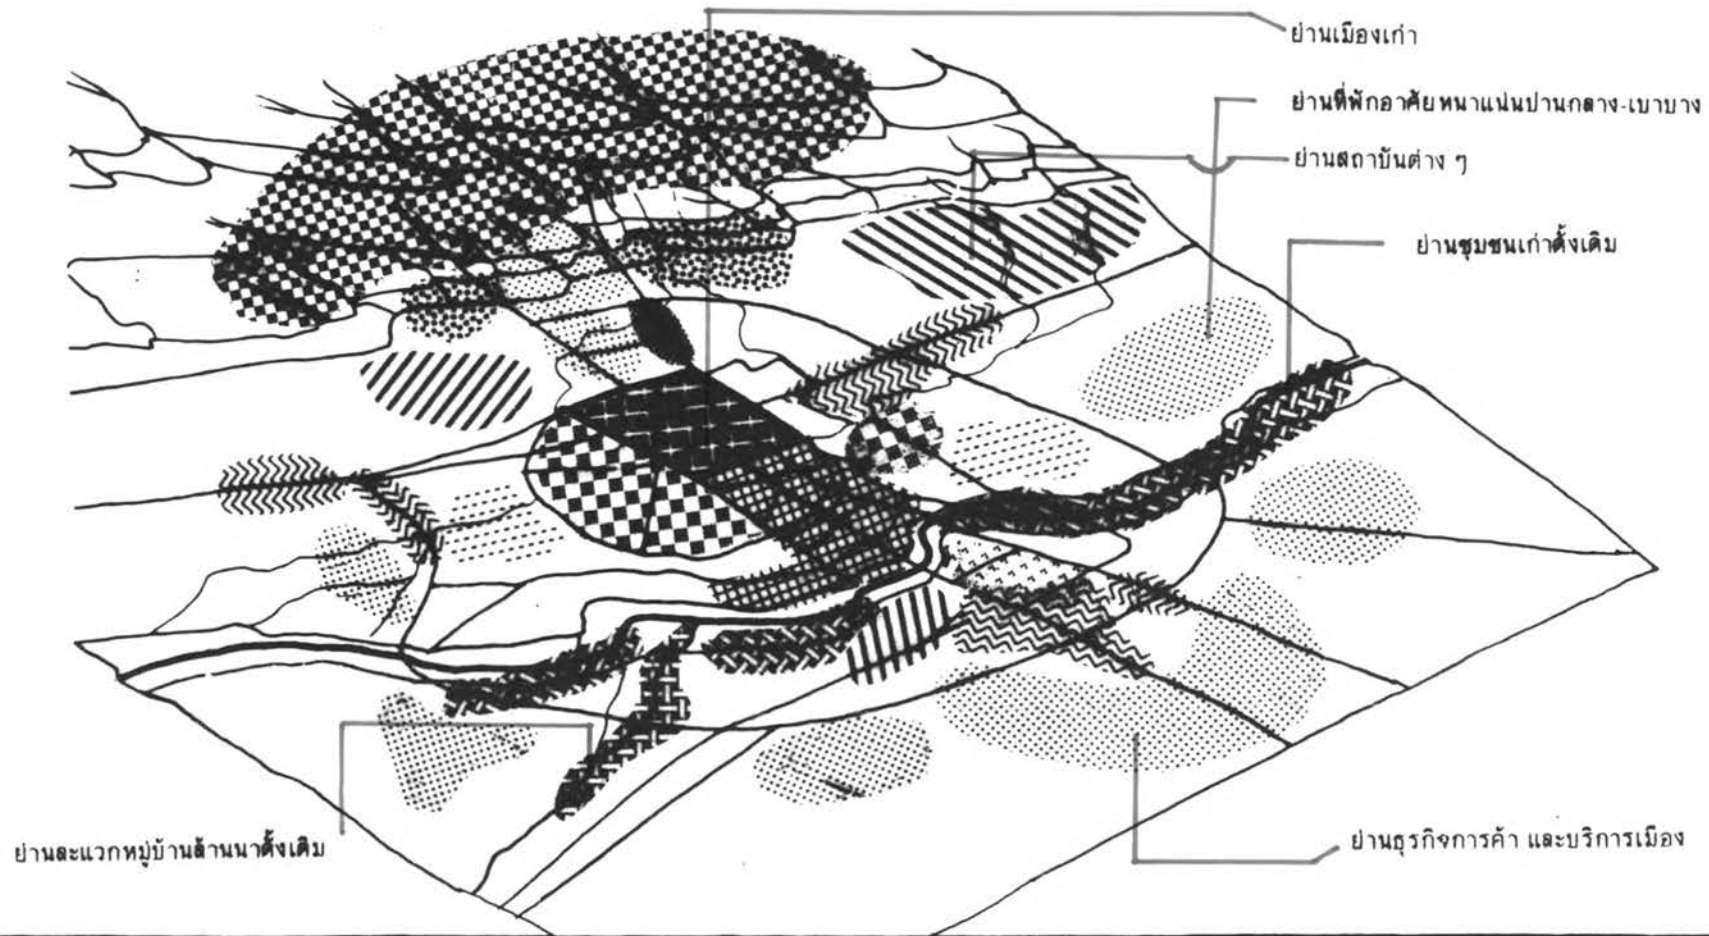 ย่านเมืองเก่า
ย่านที่พักอาศัยหนาแน่นปานกลาง-เบาบาง
ย่านสถาบันต่าง ๆ
ย่านชุมชนเก่าดั้งเดิม
ย่านละแวกหมู่บ้านล้านนาดั้งเดิม
ย่านธุรกิจการค้า และบริการเมือง